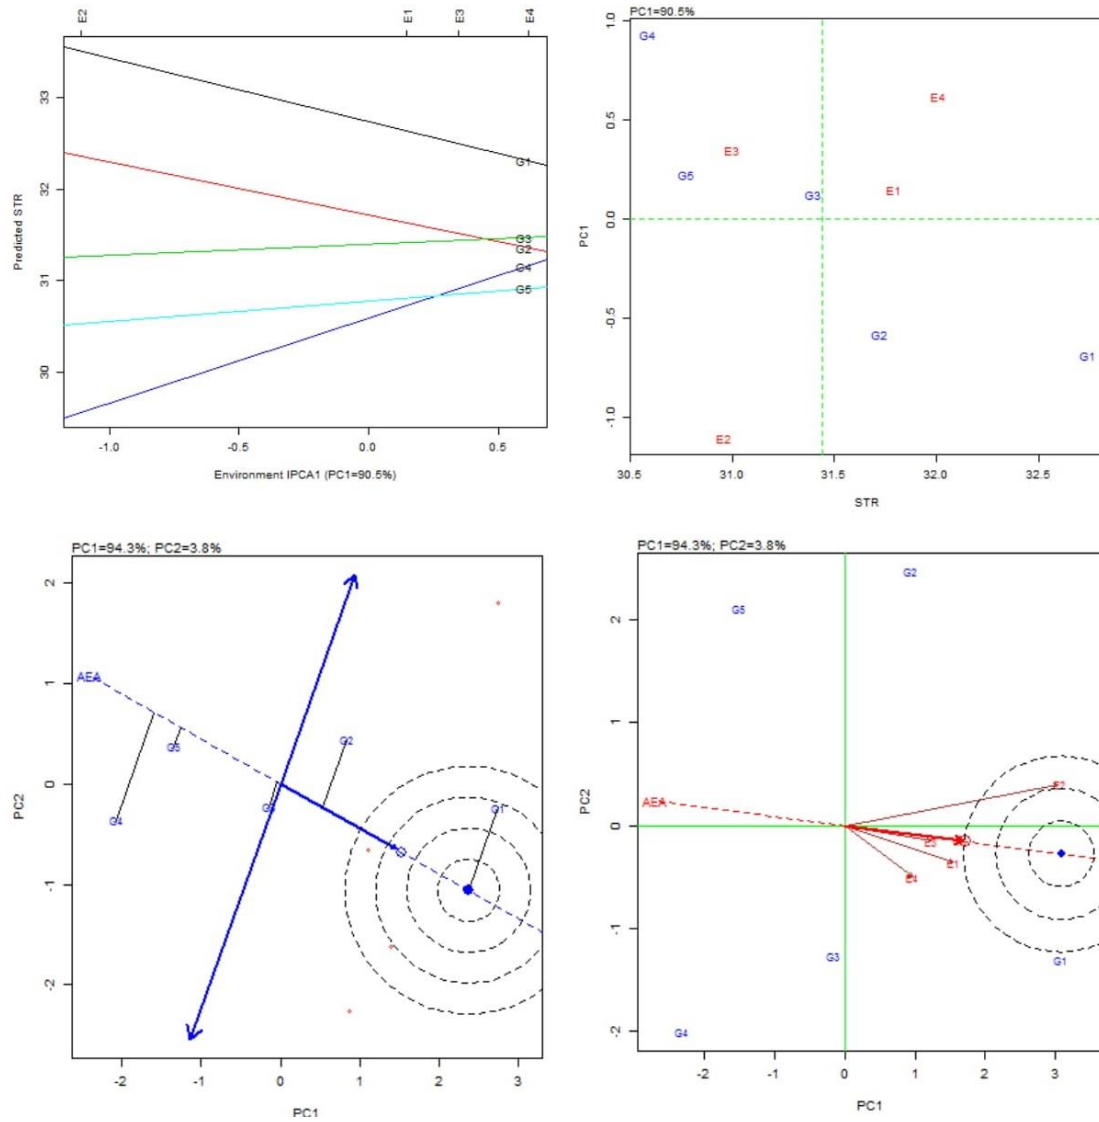 E2 E1 E3 E4
33
32
31
30
Predicted STR
G1
G3
G2
G4
G5
-1.0 -0.5 0.0 0.5
Environment IPCA1 (PC1=90.5%)
PC1=90.5%
1.0
0.5
0.0
-0.5
-1.0
PC1
G4
E4
E3
G5
G3
E1
G2
G1
E2
30.5 31.0 31.5 32.0 32.5
STR
PC1=94.3%; PC2=3.8%
2
1
0
-1
-2
PC2
AEA
G5
G2
G3
G4
G1
-2 -1 0 1 2 3
PC1
PC1=94.3%; PC2=3.8%
2
1
0
-1
-2
PC2
G2
G5
AEA
E2
E3
E1
E4
G3
G1
G4
-2 -1 0 1 2 3
PC1